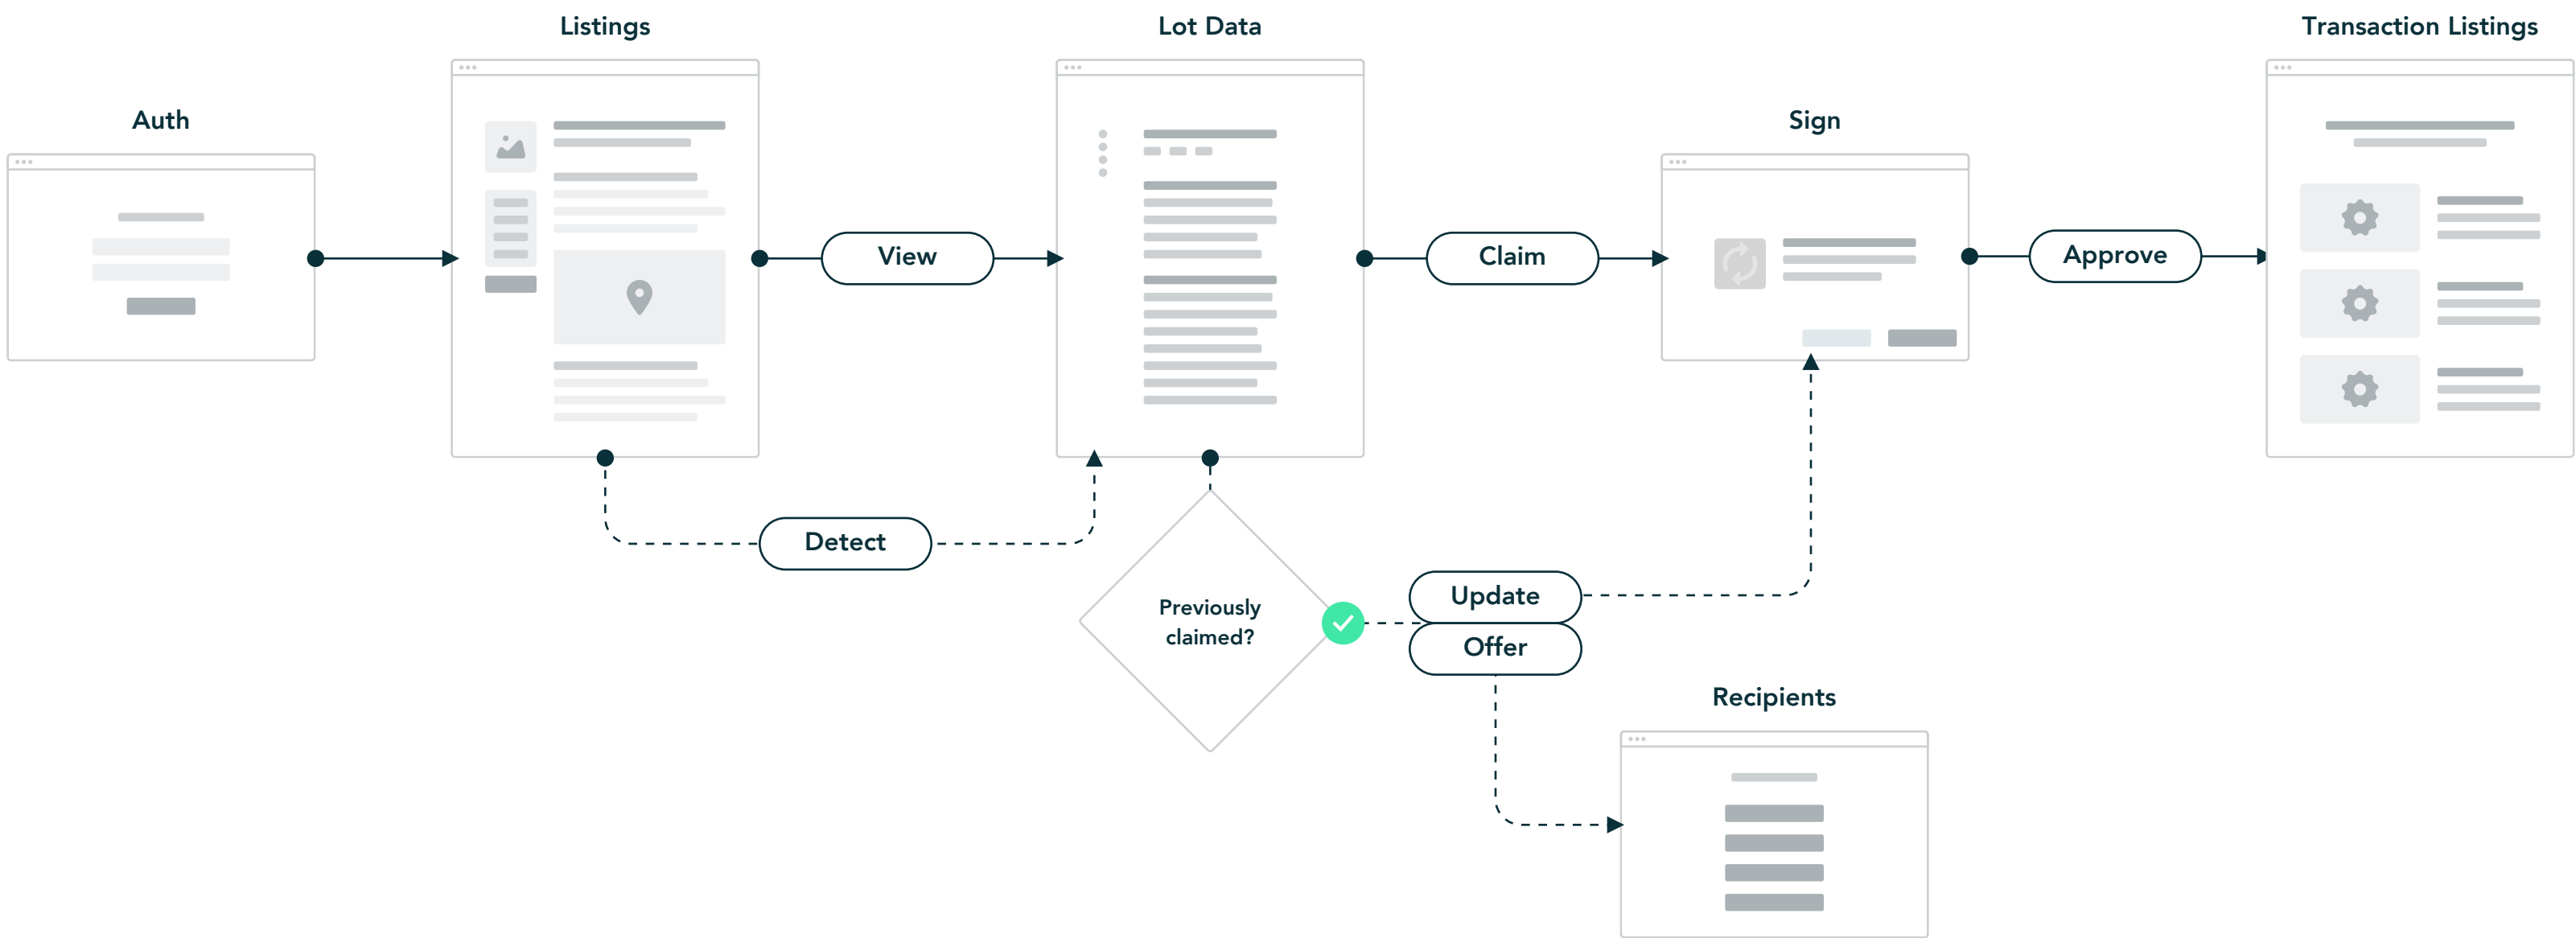 Listings
Lot Data
Transaction Listings
Auth
Sign
View
Claim
Approve
Detect
Previously
claimed?
Update
Offer
Recipients